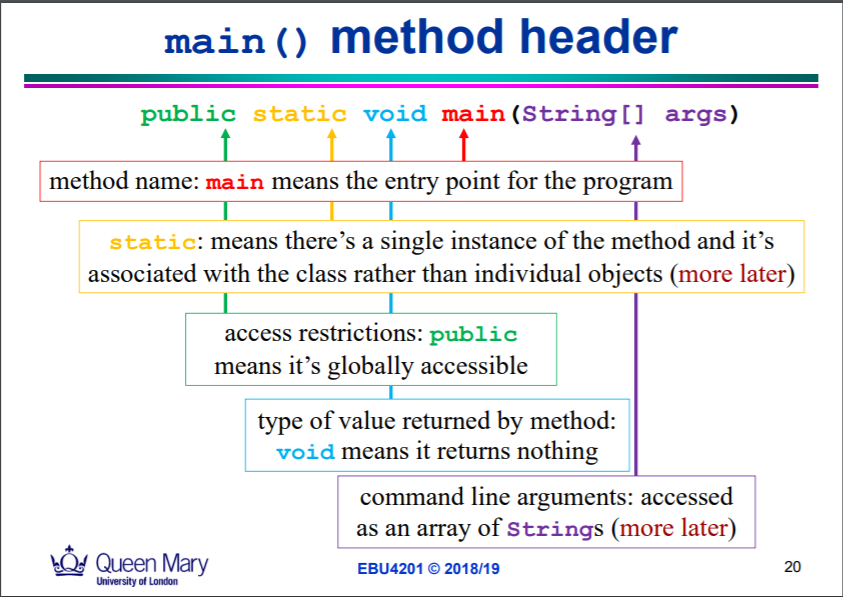 main() method header
public static void main(String[] args)
method name: main means the entry point for the program
static: means there’s a single instance of the method and it’s
associated with the class rather than individual objects (more later)
access restrictions: public
means it’s globally accessible
type of value returned by method:
void means it returns nothing
command line arguments: accessed
as an array of Strings (more later)
Queen Mary
University of London
EBU4201 © 2018/19
20